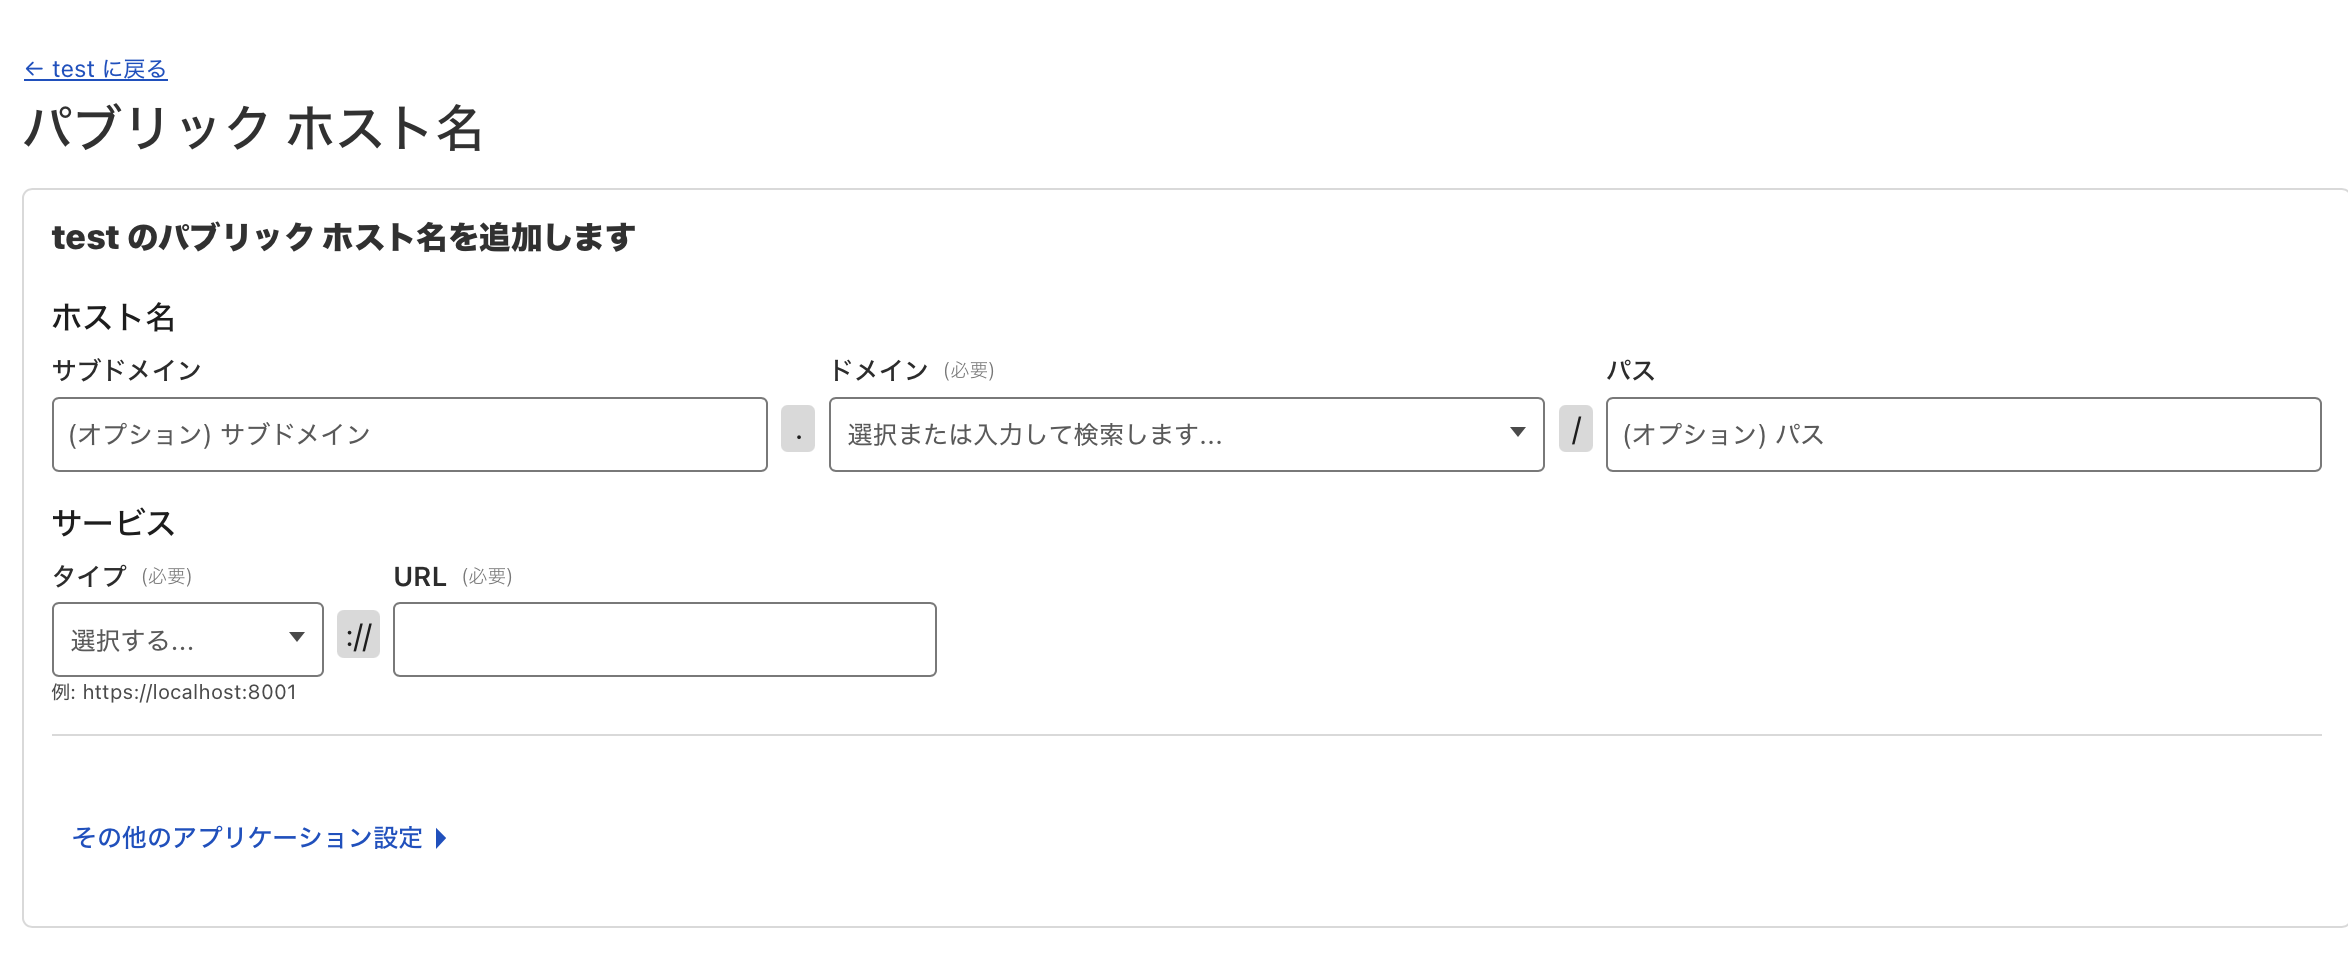 ← test に戻る
パブリック ホスト名
test のパブリック ホスト名を追加します
ホスト名
サブドメイン ドメイン (必要) パス
(オプション) サブドメイン . 選択または入力して検索します... / (オプション) パス
サービス
タイプ (必要) URL (必要)
選択する... ://
例: https://localhost:8001
その他のアプリケーション設定